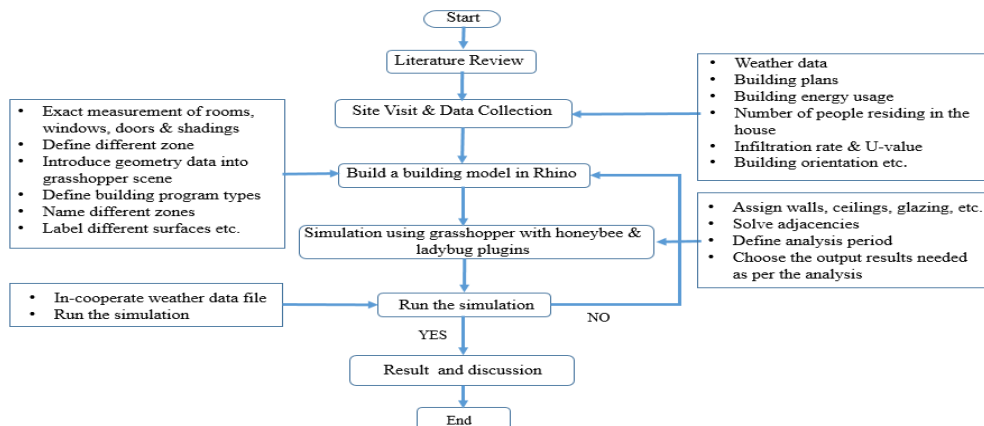 Start
Literature Review
Site Visit & Data Collection
• Weather data
• Building plans
• Building energy usage
• Number of people residing in the
house
• Infiltration rate & U-value
• Building orientation etc.
• Exact measurement of rooms,
windows, doors & shadings
• Define different zone
• Introduce geometry data into
grasshopper scene
• Define building program types
• Name different zones
• Label different surfaces etc.
Build a building model in Rhino
Simulation using grasshopper with honeybee &
ladybug plugins
• Assign walls, ceilings, glazing, etc.
• Solve adjacencies
• Define analysis period
• Choose the output results needed
as per the analysis
• In-cooperate weather data file
• Run the simulation
Run the simulation
NO
YES
Result and discussion
End